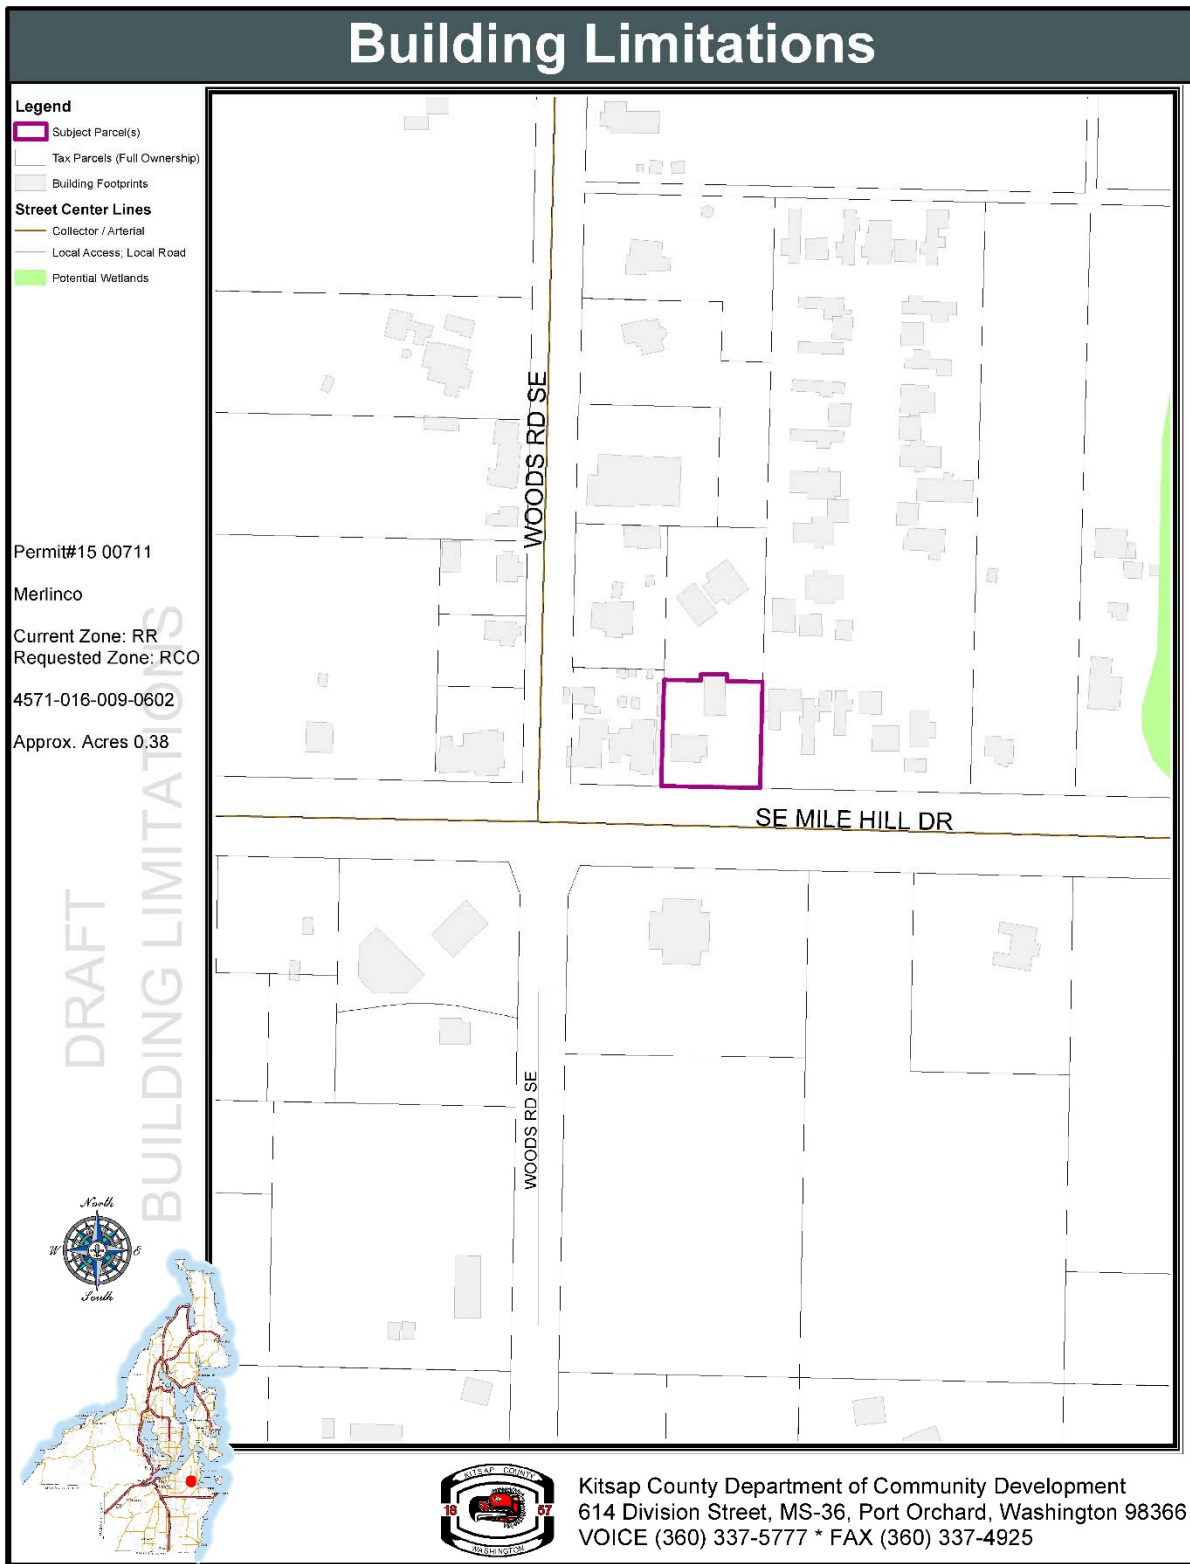 Building Limitations
Legend
Subject Parcel(s)
Tax Parcels (Full Ownership)
Building Footprints
Street Center Lines
Collector / Arterial
Local Access; Local Road
Potential Wetlands
WOODS RD SE
Permit#15 00711
Merlinco
Current Zone: RR
Requested Zone: RCO
4571-016-009-0602
Approx. Acres 0.38
DRAFT
BUILDING LIMITATIONS
SE MILE HILL DR
WOODS RD SE
North
W
E
South
KITSAP COUNTY
18 57
WASHINGTON
Kitsap County Department of Community Development
614 Division Street, MS-36, Port Orchard, Washington 98366
VOICE (360) 337-5777 * FAX (360) 337-4925